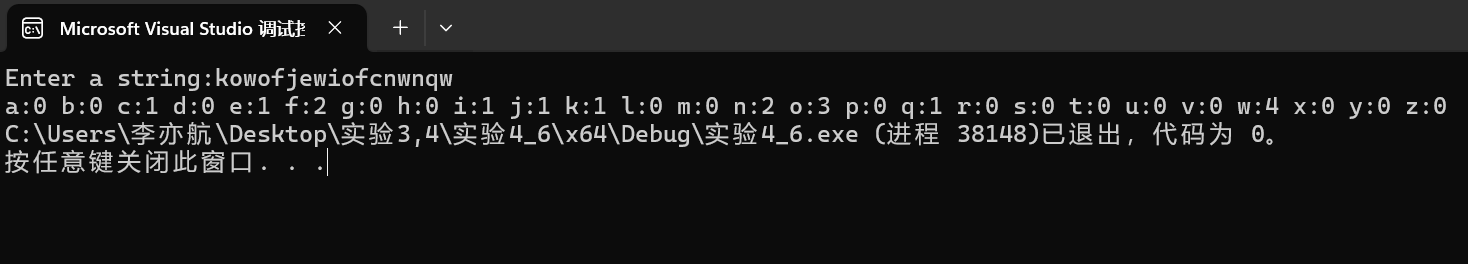 Microsoft Visual Studio 调试控
Enter a string:kowofjewiofcnwnqw
a:0 b:0 c:1 d:0 e:1 f:2 g:0 h:0 i:1 j:1 k:1 l:0 m:0 n:2 o:3 p:0 q:1 r:0 s:0 t:0 u:0 v:0 w:4 x:0 y:0 z:0
C:\Users\李亦航\Desktop\实验3,4\实验4_6\x64\Debug\实验4_6.exe (进程 38148)已退出，代码为 0。
按任意键关闭此窗口. . .